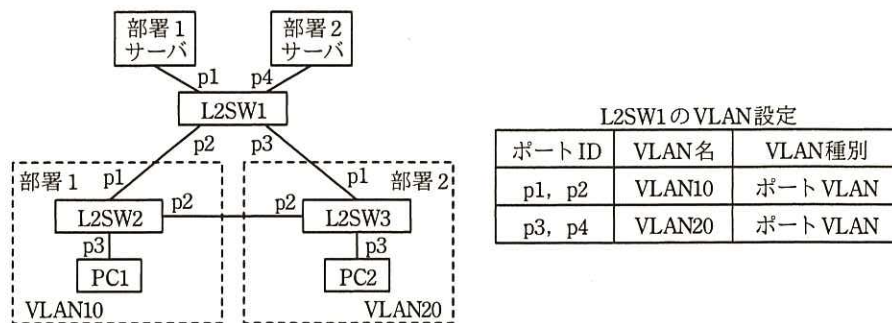 部署1
サーバ
部署2
サーバ
p1
p4
L2SW1
p2
p3
部署1
部署2
p1
p1
L2SW2
p2
p2
L2SW3
p3
p3
PC1
PC2
VLAN10
VLAN20
L2SW1のVLAN設定
ポートID VLAN名 VLAN種別
p1, p2 VLAN10 ポートVLAN
p3, p4 VLAN20 ポートVLAN